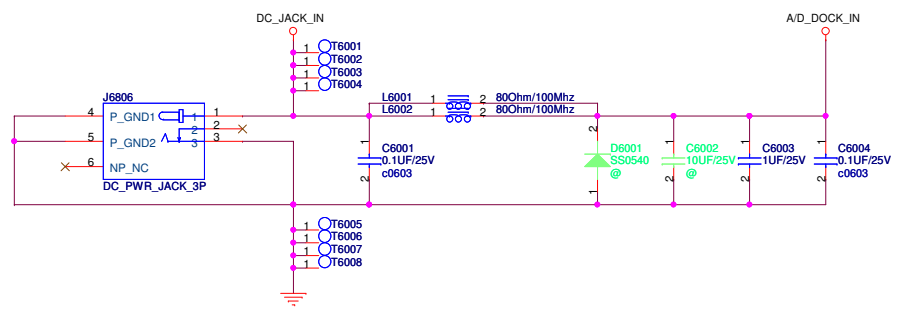 DC_JACK_IN
A/D_DOCK_IN
1 T6001
1 T6002
1 T6003
1 T6004
J6806
L6001 1 2 80Ohm/100Mhz
L6002 1 2 80Ohm/100Mhz
4 P_GND1 1 1
2 2
5 P_GND2 3 3
6 NP_NC
DC_PWR_JACK_3P
1 C6001 2
0.1UF/25V
c0603
2 D6001 1
SS0540
@
1 C6002 2
10UF/25V
@
1 C6003 2
1UF/25V
1 C6004 2
0.1UF/25V
c0603
1 T6005
1 T6006
1 T6007
1 T6008